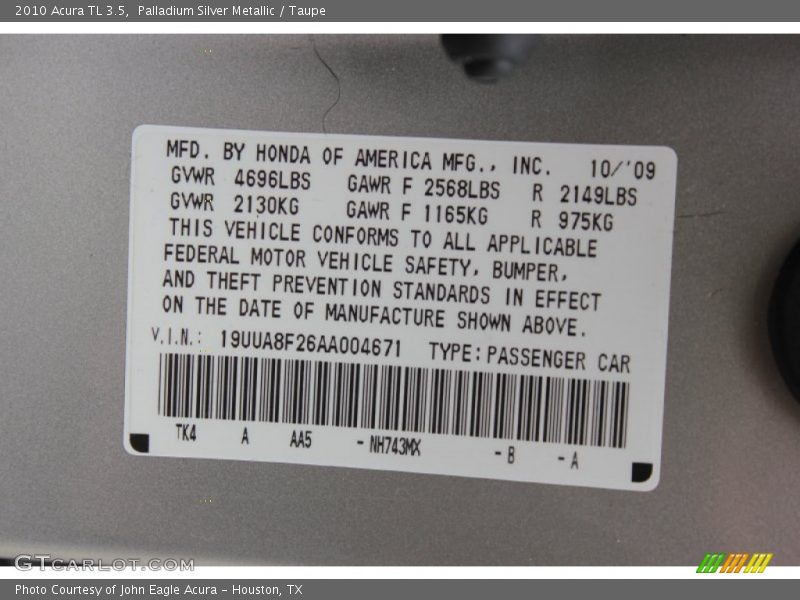 2010 Acura TL 3.5,  Palladium Silver Metallic / Taupe
MFD. BY HONDA OF AMERICA MFG., INC. 10/'09
GVWR 4696LBS GAWR F 2568LBS R 2149LBS
GVWR 2130KG GAWR F 1165KG R 975KG
THIS VEHICLE CONFORMS TO ALL APPLICABLE
FEDERAL MOTOR VEHICLE SAFETY, BUMPER,
AND THEFT PREVENTION STANDARDS IN EFFECT
ON THE DATE OF MANUFACTURE SHOWN ABOVE.
V.I.N.: 19UUA8F26AA004671 TYPE:PASSENGER CAR
TK4 A AA5 -NH743MX -B -A
GTCARLOT.COM
Photo Courtesy of John Eagle Acura - Houston, TX